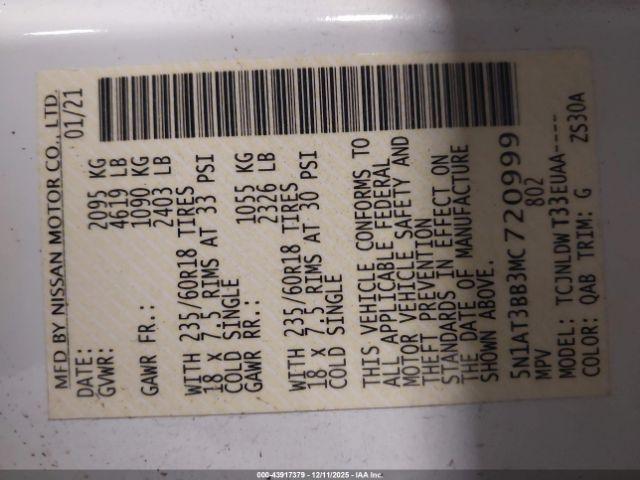 MFD BY NISSAN MOTOR CO., LTD.
DATE: 01/21
GVWR: 2095 KG
4619 LB
GAWR FR.: 1090 KG
2403 LB
WITH 235/60R18 TIRES
18 X 7.5 RIMS AT 33 PSI
COLD SINGLE
GAWR RR.: 1055 KG
2326 LB
WITH 235/60R18 TIRES
18 X 7.5 RIMS AT 30 PSI
COLD SINGLE
THIS VEHICLE CONFORMS TO
ALL APPLICABLE FEDERAL
MOTOR VEHICLE SAFETY AND
THEFT PREVENTION
STANDARDS IN EFFECT ON
THE DATE OF MANUFACTURE
SHOWN ABOVE.
5N1AT3BB3MC720999
MPV 802
MODEL: TCJNLDWT33EUAA----
COLOR: QAB TRIM: G ZS30A
000-43917379 - 12/11/2025 - IAA Inc.